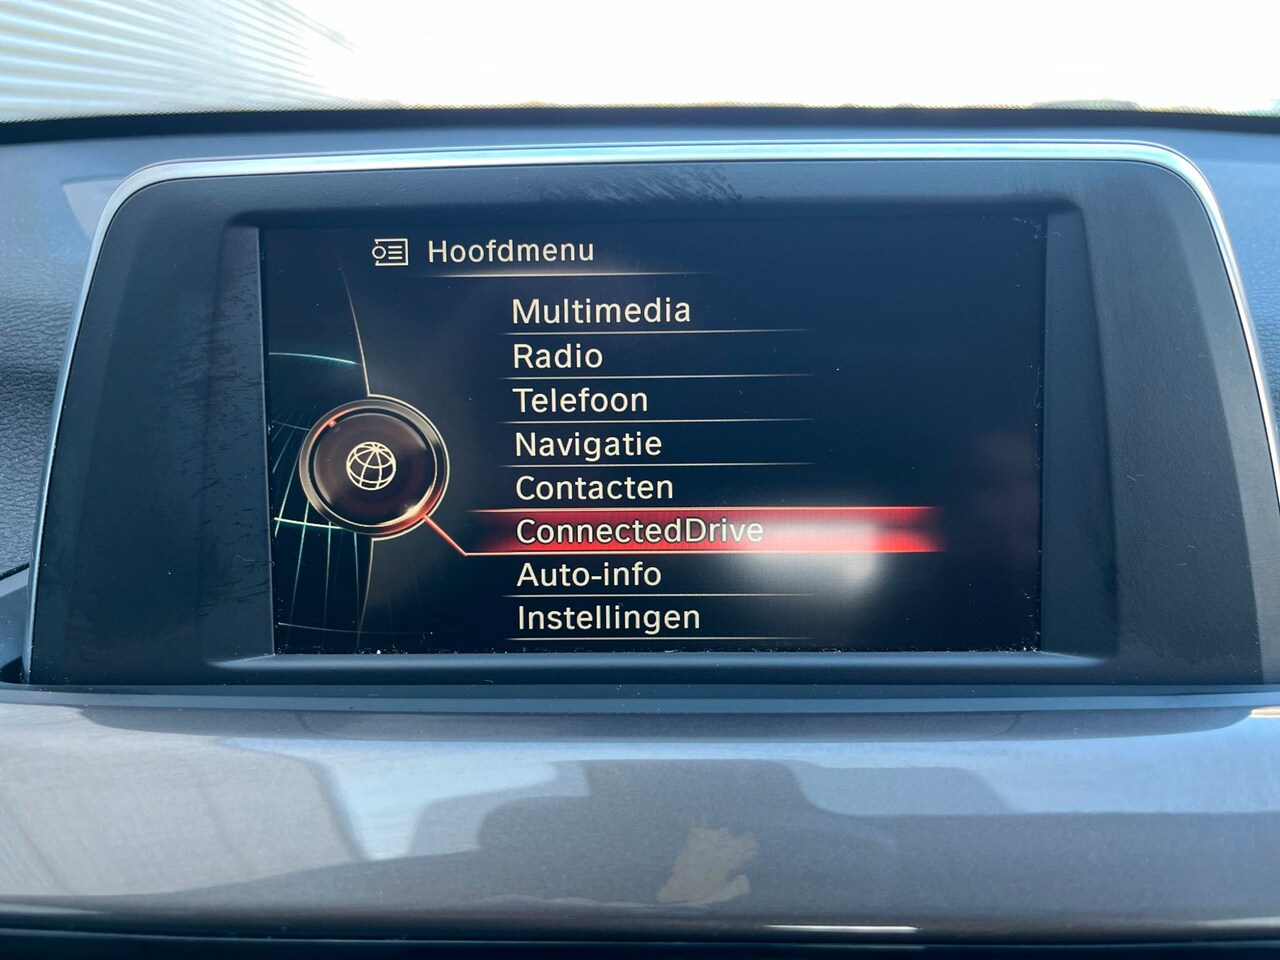 Hoofdmenu
Multimedia
Radio
Telefoon
Navigatie
Contacten
ConnectedDrive
Auto-info
Instellingen